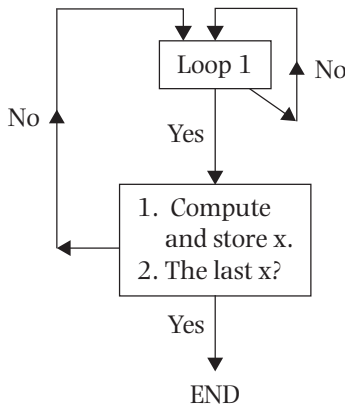 Loop 1
No
No
Yes
1. Compute
and store x.
2. The last x?
Yes
END